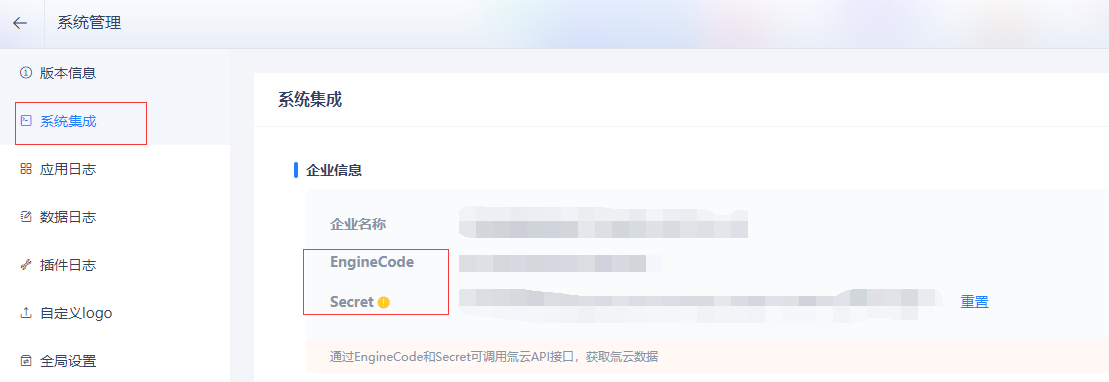 系统管理
版本信息
系统集成
应用日志
数据日志
插件日志
自定义logo
全局设置
系统集成
企业信息
企业名称
EngineCode
Secret
重置
通过EngineCode和Secret可调用氚云API接口，获取氚云数据